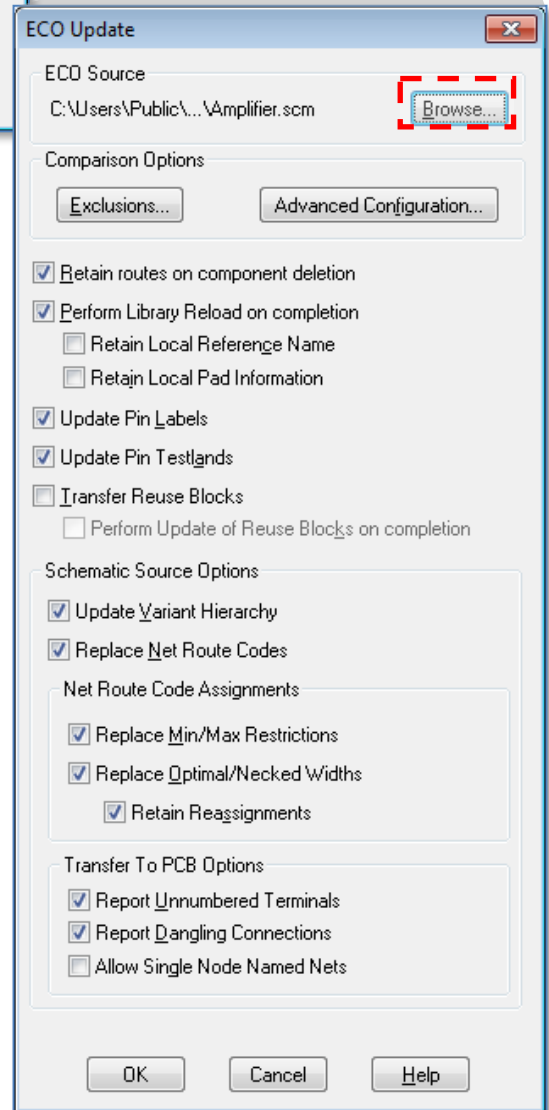 ECO Update
ECO Source
C:\Users\Public\...\Amplifier.scm Browse...
Comparison Options
Exclusions... Advanced Configuration...
Retain routes on component deletion
Perform Library Reload on completion
Retain Local Reference Name
Retain Local Pad Information
Update Pin Labels
Update Pin Testlands
Transfer Reuse Blocks
Perform Update of Reuse Blocks on completion
Schematic Source Options
Update Variant Hierarchy
Replace Net Route Codes
Net Route Code Assignments
Replace Min/Max Restrictions
Replace Optimal/Necked Widths
Retain Reassignments
Transfer To PCB Options
Report Unnumbered Terminals
Report Dangling Connections
Allow Single Node Named Nets
OK Cancel Help